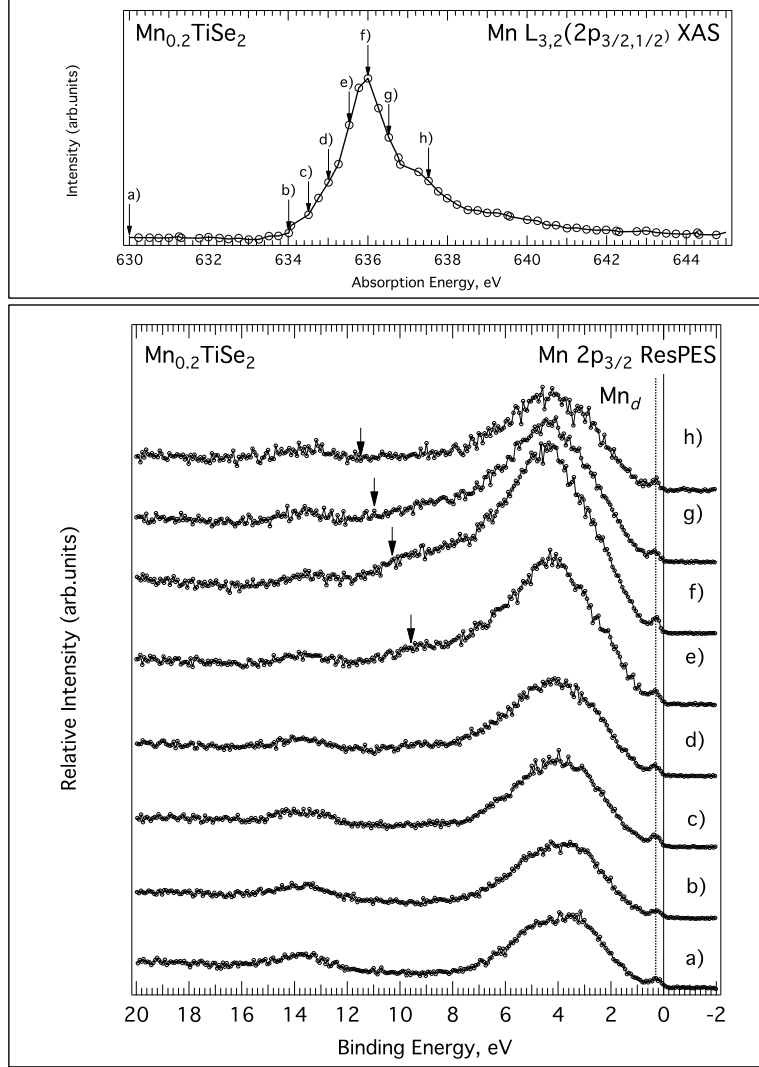 Mn0.2TiSe2
Mn L3,2(2p3/2,1/2) XAS
Intensity (arb.units)
a)
b)
c)
d)
e)
f)
g)
h)
630 632 634 636 638 640 642 644
Absorption Energy, eV
Mn0.2TiSe2
Mn 2p3/2 ResPES
Mnd
Relative Intensity (arb.units)
h)
g)
f)
e)
d)
c)
b)
a)
20 18 16 14 12 10 8 6 4 2 0 -2
Binding Energy, eV